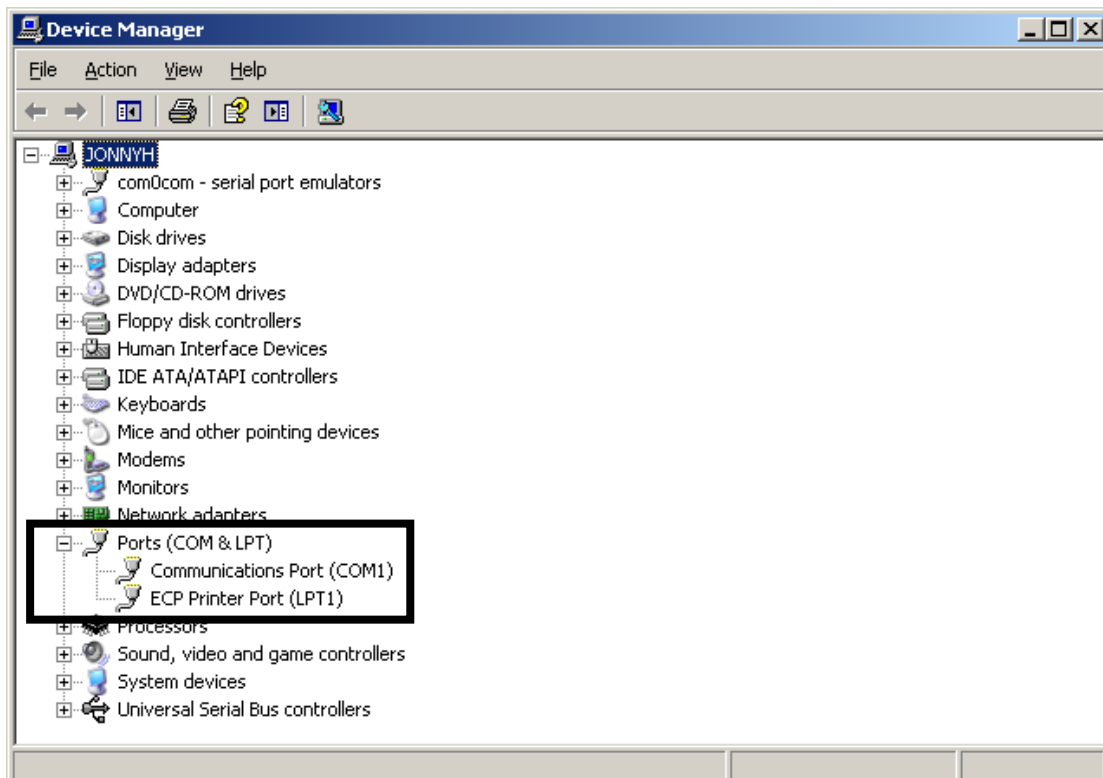 Device Manager
File Action View Help
JONNYH
com0com - serial port emulators
Computer
Disk drives
Display adapters
DVD/CD-ROM drives
Floppy disk controllers
Human Interface Devices
IDE ATA/ATAPI controllers
Keyboards
Mice and other pointing devices
Modems
Monitors
Network adapters
Ports (COM & LPT)
Communications Port (COM1)
ECP Printer Port (LPT1)
Processors
Sound, video and game controllers
System devices
Universal Serial Bus controllers